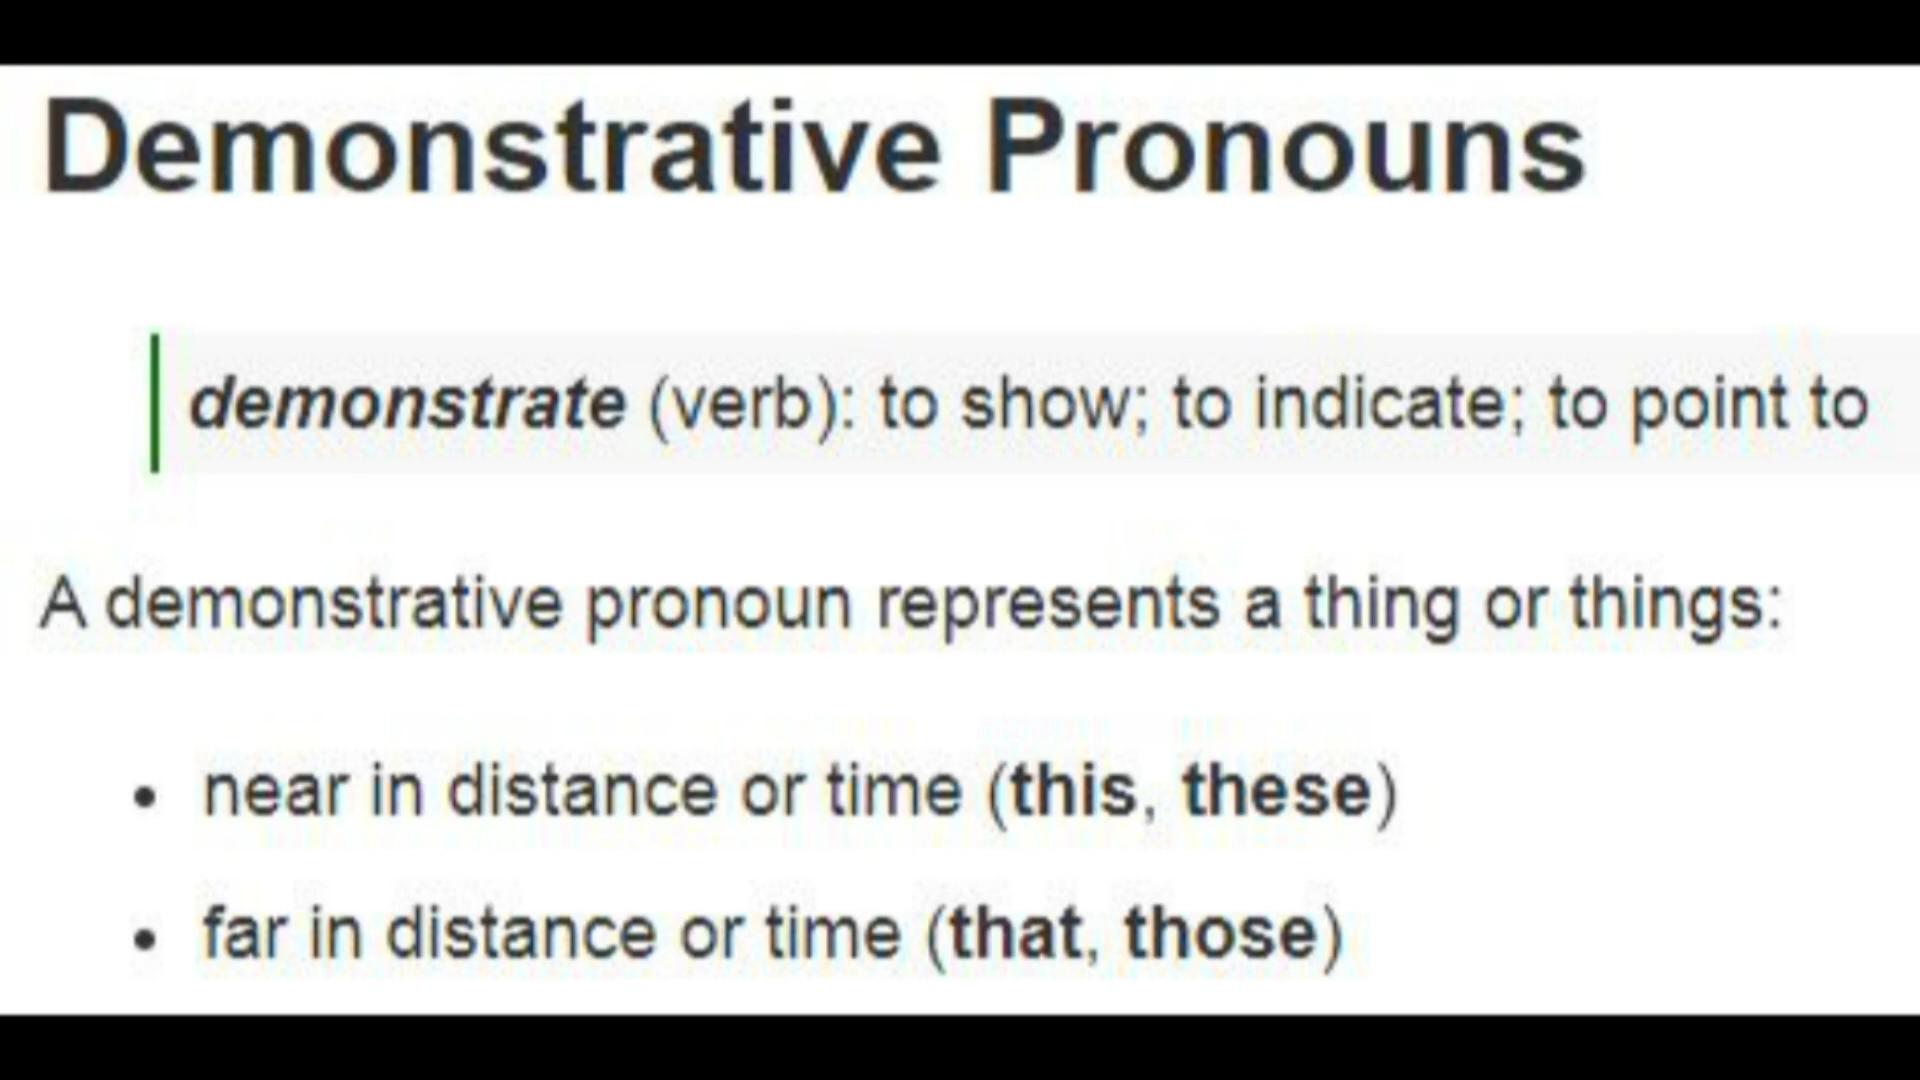 Demonstrative Pronouns
demonstrate (verb): to show; to indicate; to point to
A demonstrative pronoun represents a thing or things:
• near in distance or time (this, these)
• far in distance or time (that, those)